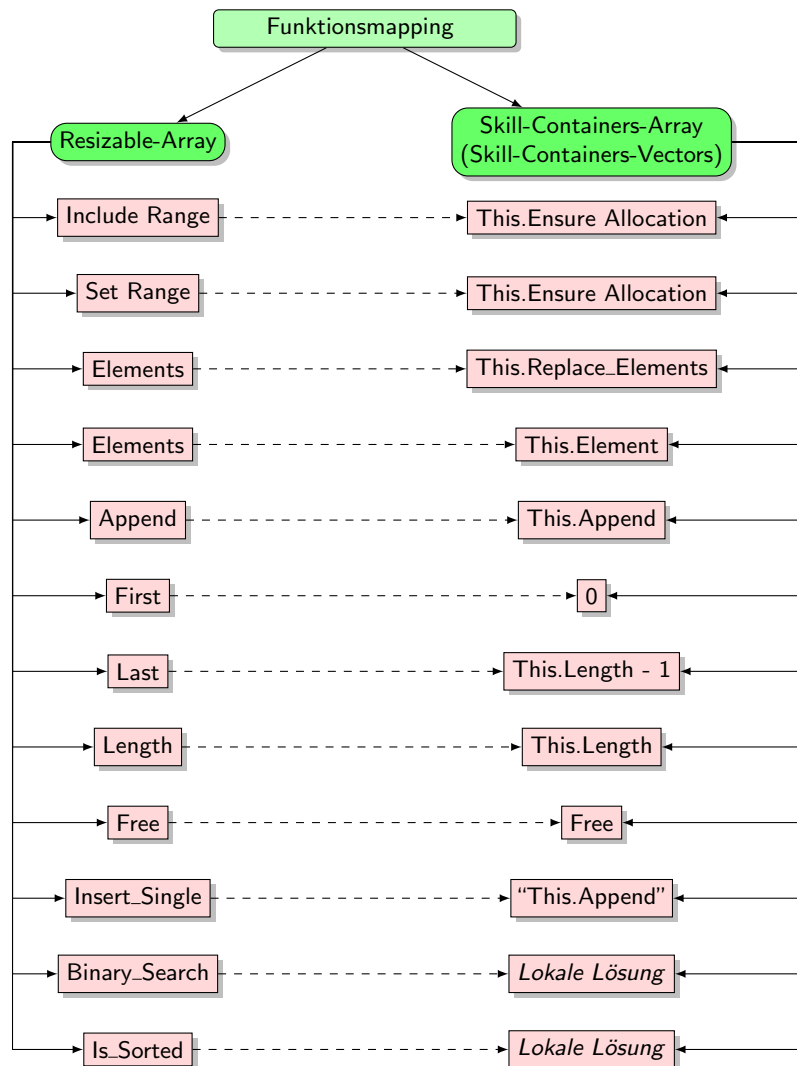 Funktionsmapping
Resizable-Array
Skill-Containers-Array
(Skill-Containers-Vectors)
Include Range
This.Ensure Allocation
Set Range
This.Ensure Allocation
Elements
This.Replace_Elements
Elements
This.Element
Append
This.Append
First
0
Last
This.Length - 1
Length
This.Length
Free
Free
Insert_Single
“This.Append”
Binary_Search
Lokale Lösung
Is_Sorted
Lokale Lösung